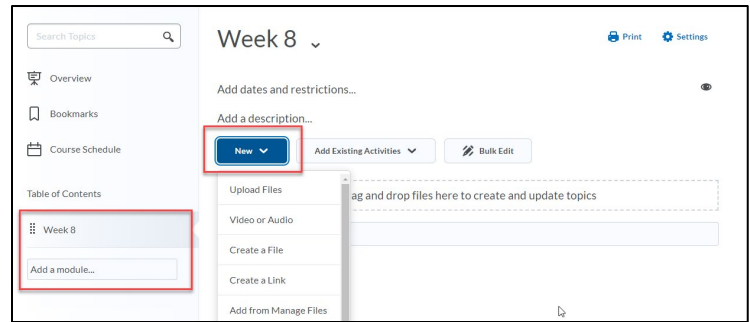 Search Topics
Overview
Bookmarks
Course Schedule
Table of Contents
Week 8
Add a module...
Week 8
Print
Settings
Add dates and restrictions...
Add a description...
New
Add Existing Activities
Bulk Edit
ag and drop files here to create and update topics
Upload Files
Video or Audio
Create a File
Create a Link
Add from Manage Files